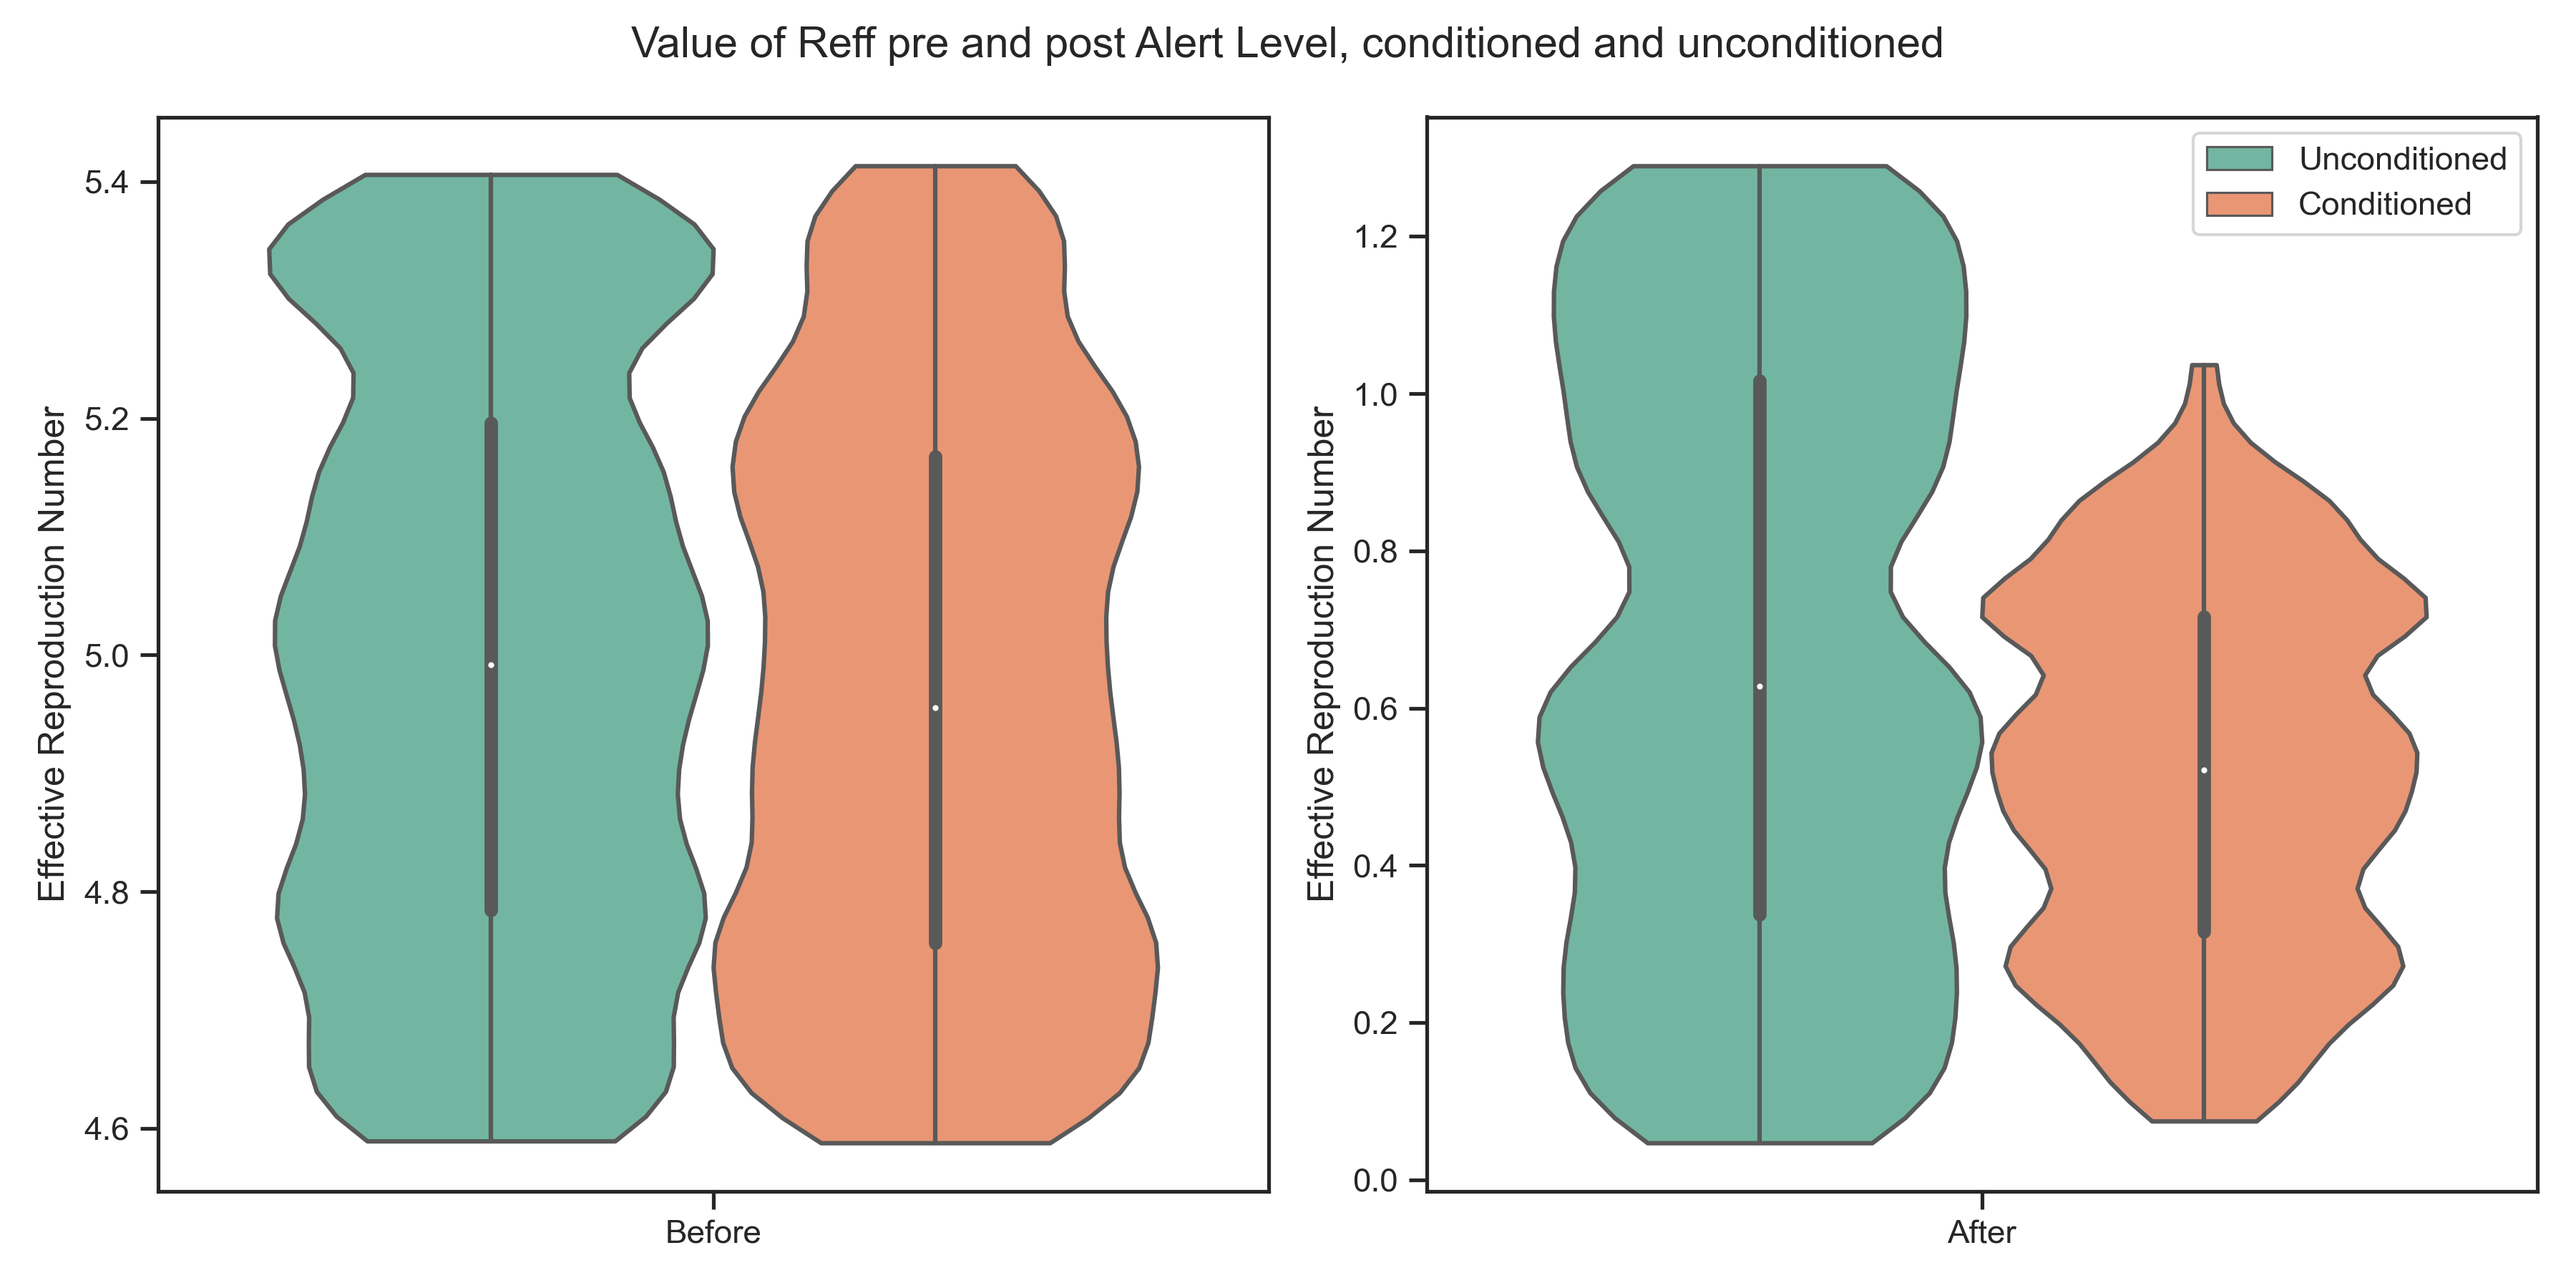 Value of Reff pre and post Alert Level, conditioned and unconditioned
Effective Reproduction Number
5.4
5.2
5.0
4.8
4.6
Before
Effective Reproduction Number
1.2
1.0
0.8
0.6
0.4
0.2
0.0
After
Unconditioned
Conditioned